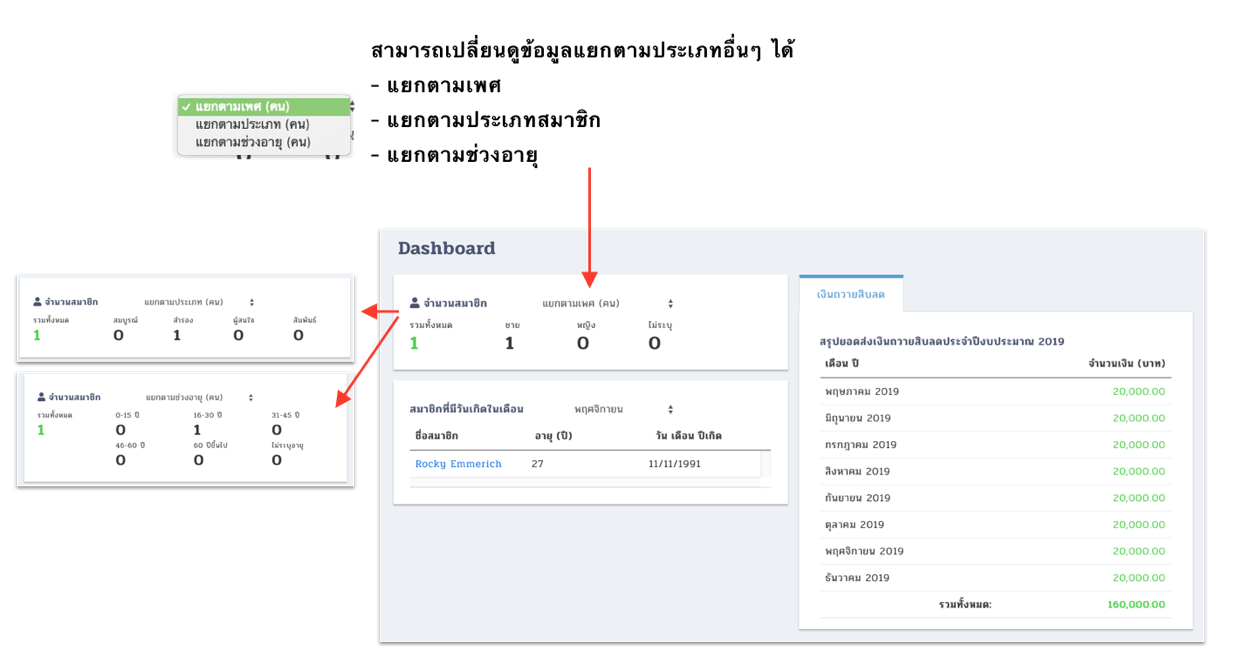 สามารถเปลี่ยนดูข้อมูลแยกตามประเภทอื่นๆ ได้
- แยกตามเพศ
- แยกตามประเภทสมาชิก
- แยกตามช่วงอายุ
✓ แยกตามเพศ (คน)
แยกตามประเภท (คน)
แยกตามช่วงอายุ (คน)
Dashboard
จำนวนสมาชิก แยกตามประเภท (คน)
รวมทั้งหมด สมบูรณ์ สำรอง ผู้สนใจ สัมพันธ์
1 0 1 0 0
จำนวนสมาชิก แยกตามช่วงอายุ (คน)
รวมทั้งหมด 0-15 ปี 16-30 ปี 31-45 ปี
1 0 1 0
46-60 ปี 60 ปีขึ้นไป ไม่ระบุอายุ
0 0 0
จำนวนสมาชิก แยกตามเพศ (คน)
รวมทั้งหมด ชาย หญิง ไม่ระบุ
1 1 0 0
สมาชิกที่มีวันเกิดในเดือน พฤศจิกายน
ชื่อสมาชิก อายุ (ปี) วัน เดือน ปีเกิด
Rocky Emmerich 27 11/11/1991
เงินถวายสิบลด
สรุปยอดส่งเงินถวายสิบลดประจำปีงบประมาณ 2019
เดือน ปี จำนวนเงิน (บาท)
พฤษภาคม 2019 20,000.00
มิถุนายน 2019 20,000.00
กรกฎาคม 2019 20,000.00
สิงหาคม 2019 20,000.00
กันยายน 2019 20,000.00
ตุลาคม 2019 20,000.00
พฤศจิกายน 2019 20,000.00
ธันวาคม 2019 20,000.00
รวมทั้งหมด: 160,000.00